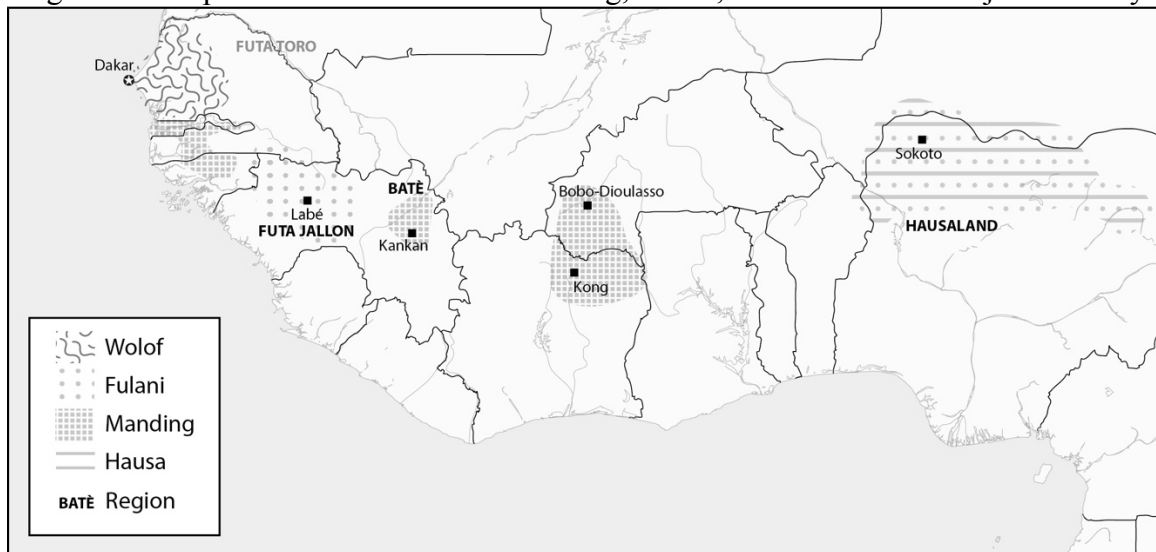 FUTA TORO
Dakar
Sokoto
BATÈ
Bobo-Dioulasso
Labé
FUTA JALLON
Kankan
HAUSALAND
Kong
Wolof
Fulani
Manding
Hausa
BATÈ Region